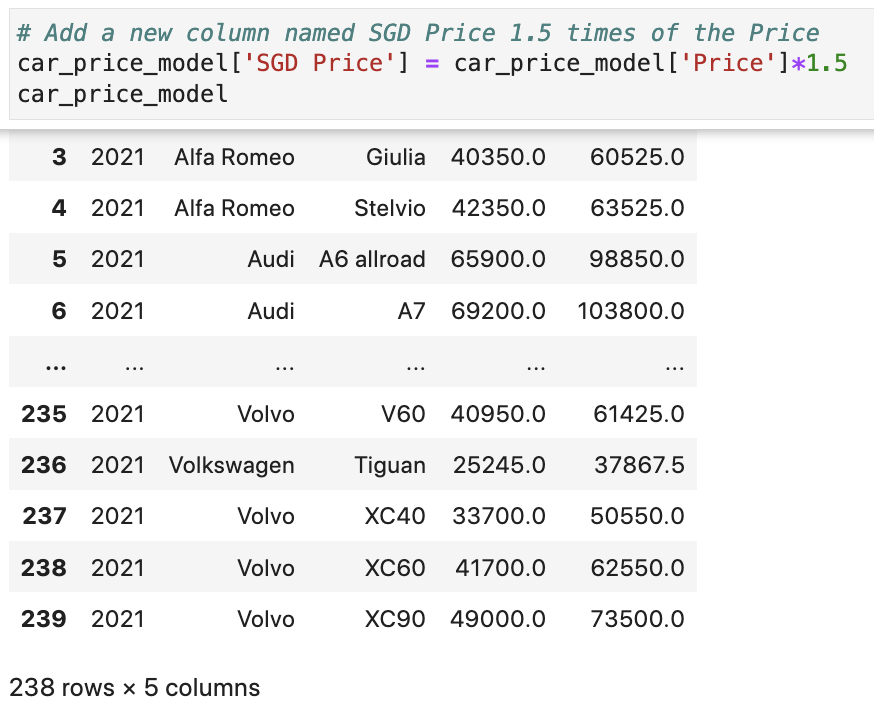 # Add a new column named SGD Price 1.5 times of the Price
car_price_model['SGD Price'] = car_price_model['Price']*1.5
car_price_model
3 2021 Alfa Romeo Giulia 40350.0 60525.0
4 2021 Alfa Romeo Stelvio 42350.0 63525.0
5 2021 Audi A6 allroad 65900.0 98850.0
6 2021 Audi A7 69200.0 103800.0
... ... ... ... ... ...
235 2021 Volvo V60 40950.0 61425.0
236 2021 Volkswagen Tiguan 25245.0 37867.5
237 2021 Volvo XC40 33700.0 50550.0
238 2021 Volvo XC60 41700.0 62550.0
239 2021 Volvo XC90 49000.0 73500.0
238 rows × 5 columns